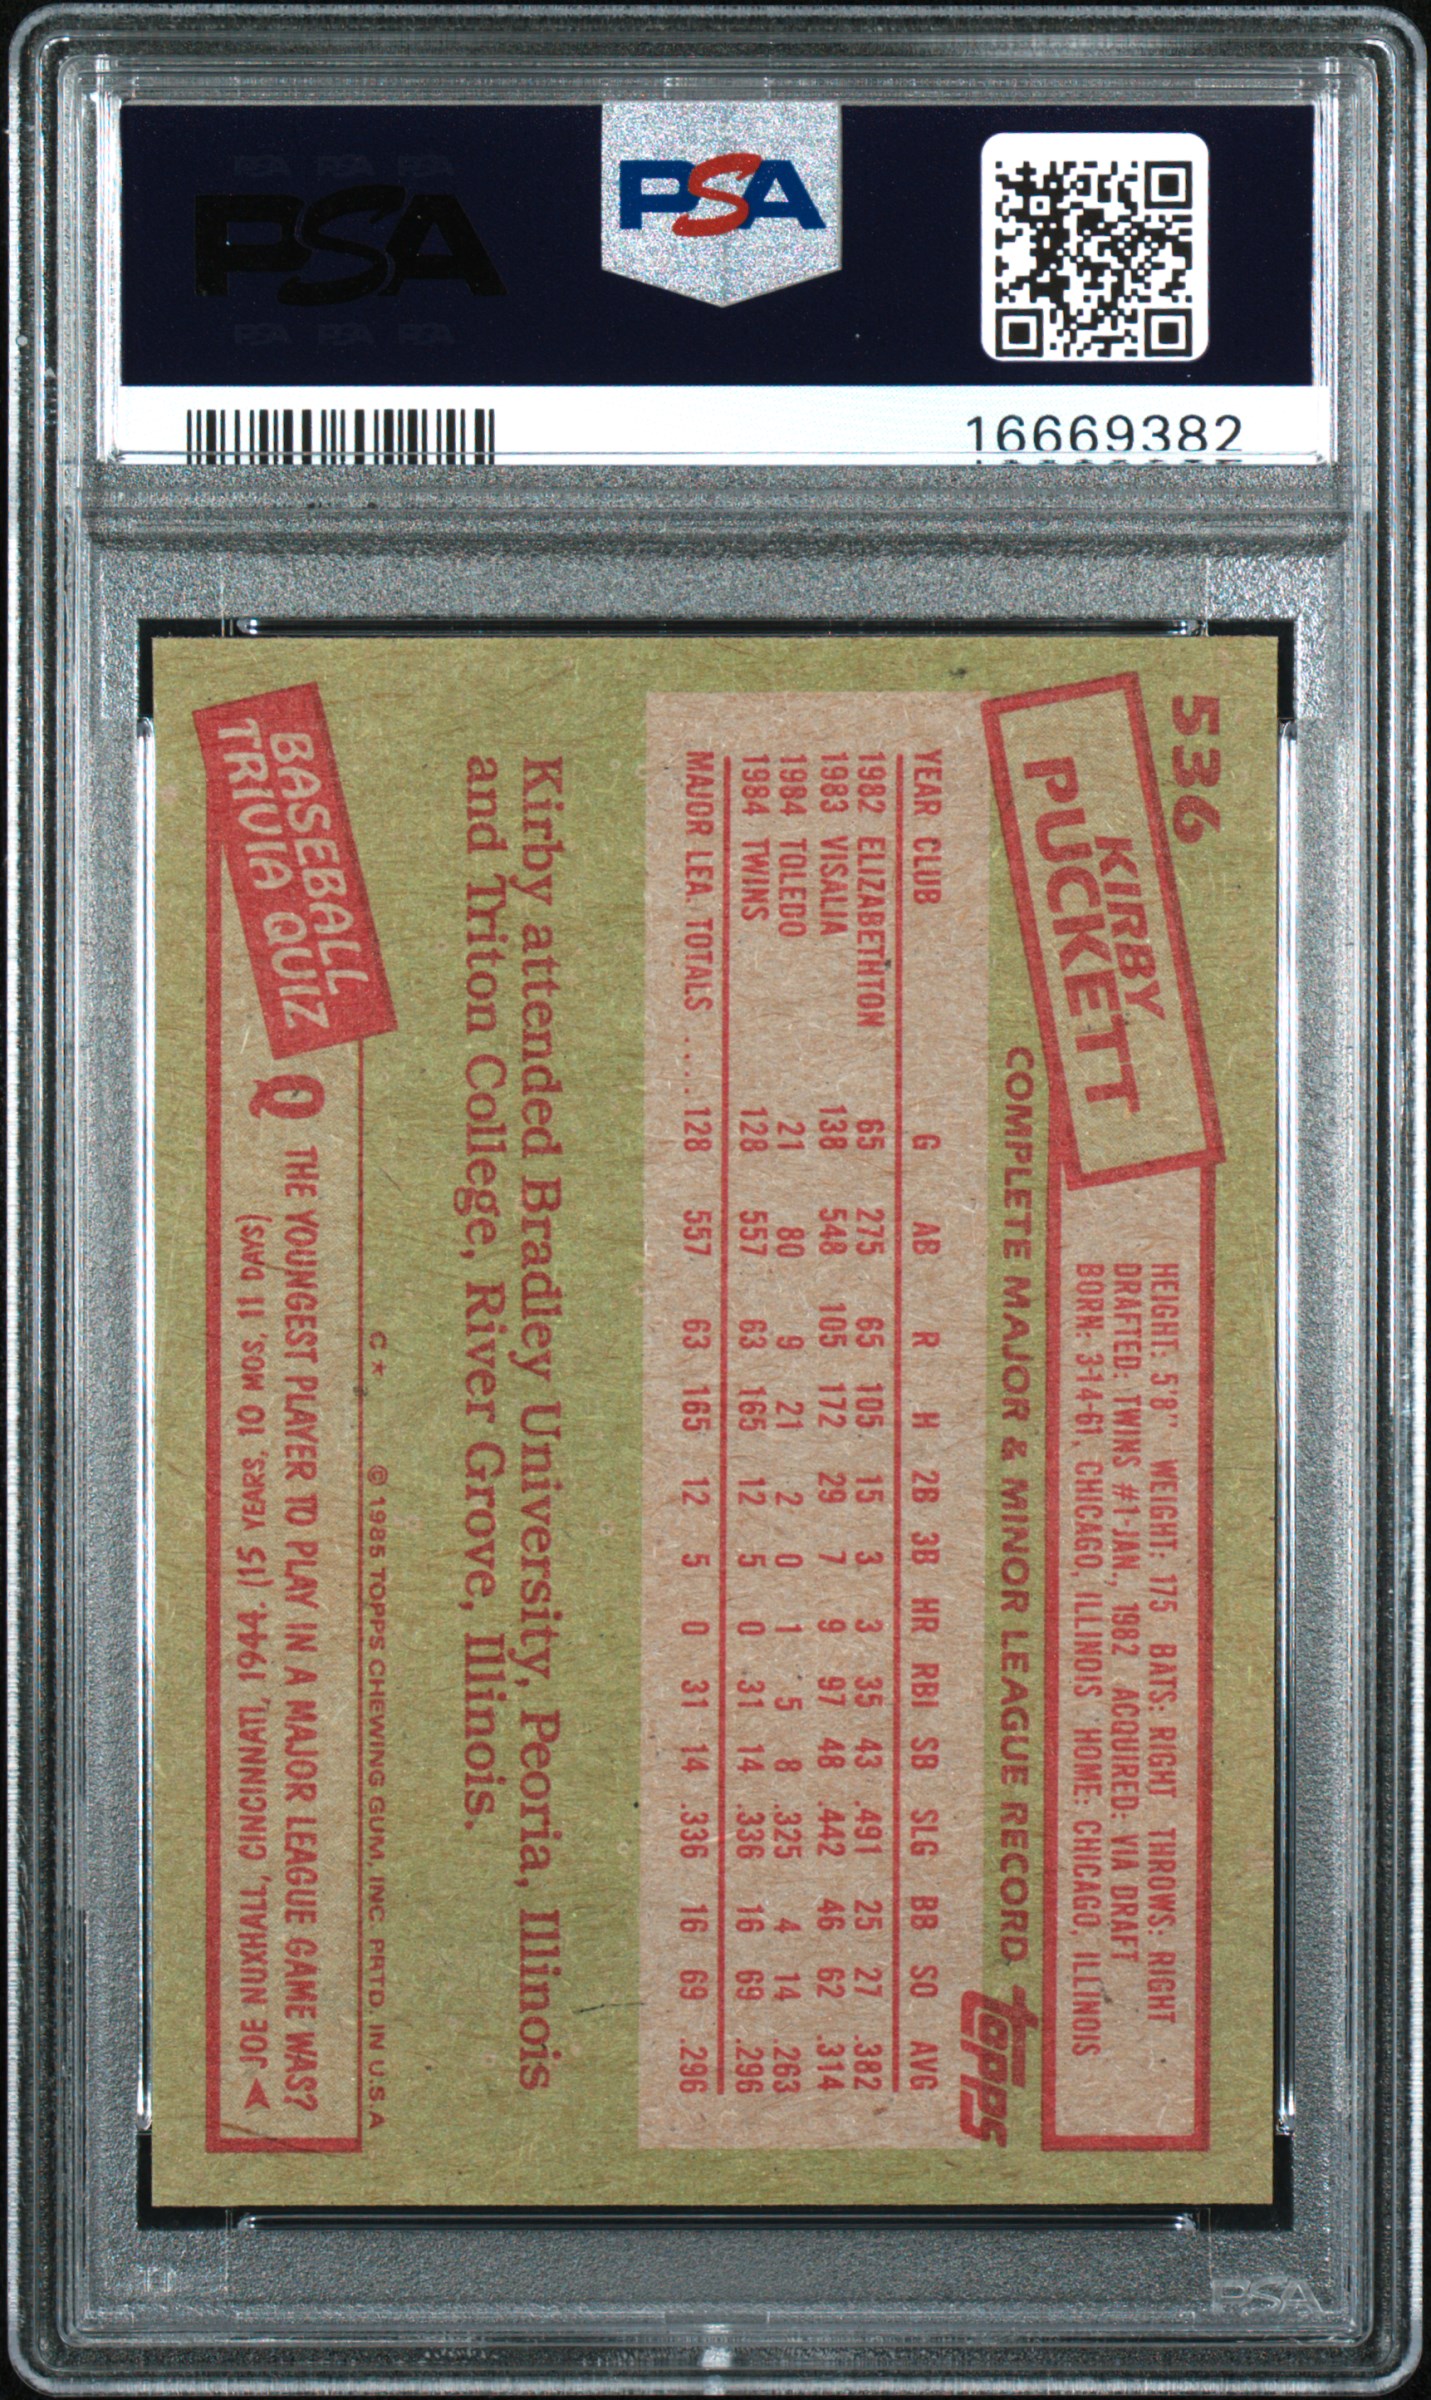 PSA PSA PSA
PSA
PSA PSA PSA
PSA
16669382
536
KIRBY
PUCKETT
HEIGHT: 5'8" WEIGHT: 175 BATS: RIGHT THROWS: RIGHT
DRAFTED: TWINS #1-JAN., 1982 ACQUIRED: VIA DRAFT
BORN: 3-14-61, CHICAGO, ILLINOIS HOME: CHICAGO, ILLINOIS
COMPLETE MAJOR & MINOR LEAGUE RECORD
topps
YEAR CLUB G AB R H 2B 3B HR RBI SB SLG BB SO AVG
1982 ELIZABETHTON 65 275 65 105 15 3 3 35 43 .491 25 27 .382
1983 VISALIA 138 548 105 172 29 7 9 97 48 .442 46 62 .314
1984 TOLEDO 21 80 9 21 2 0 1 5 8 .325 4 14 .263
1984 TWINS 128 557 63 165 12 5 0 31 14 .336 16 69 .296
MAJOR LEA. TOTALS ..... 128 557 63 165 12 5 0 31 14 .336 16 69 .296
Kirby attended Bradley University, Peoria, Illinois
and Triton College, River Grove, Illinois.
C* © 1985 TOPPS CHEWING GUM, INC. PRTD. IN U.S.A
BASEBALL
TRIVIA QUIZ
Q THE YOUNGEST PLAYER TO PLAY IN A MAJOR LEAGUE GAME WAS?
JOE NUXHALL, CINCINNATI, 1944. (15 YEARS, 10 MOS. 11 DAYS)
PSA